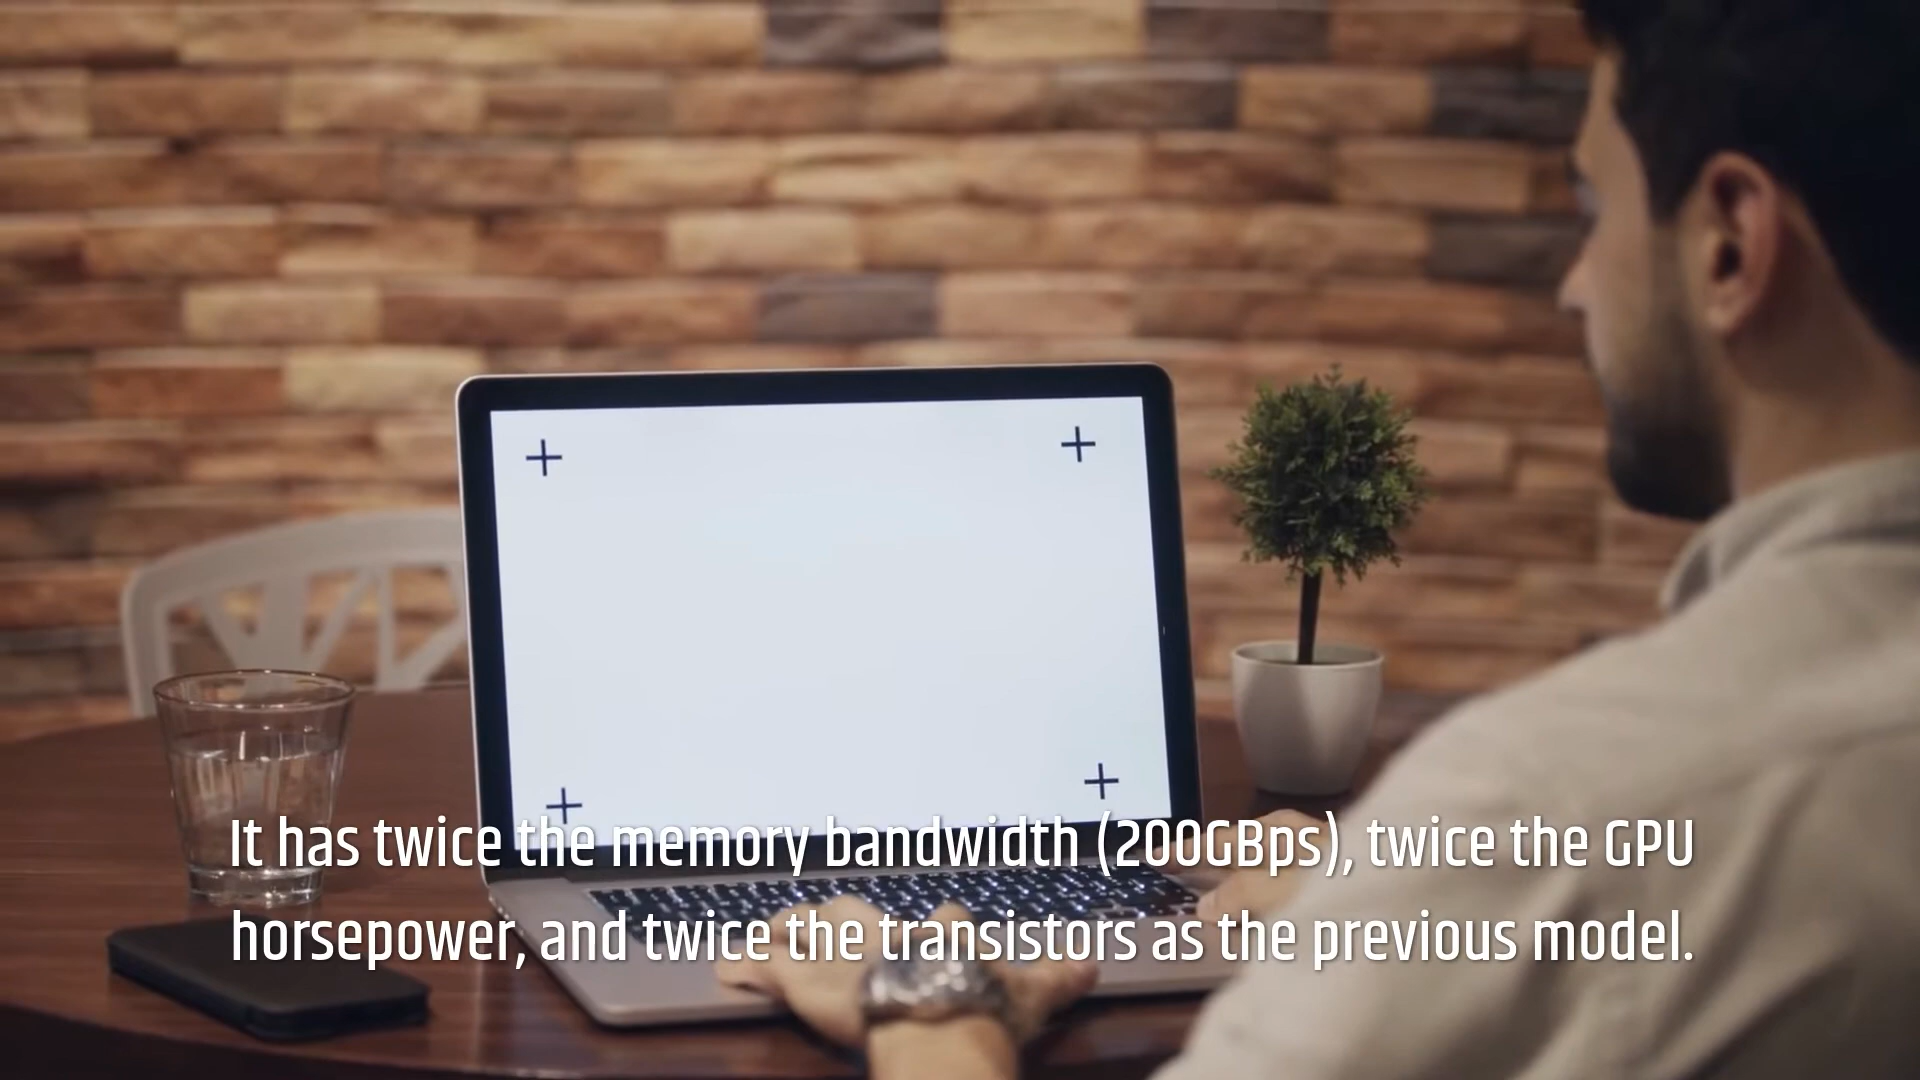 It has twice the memory bandwidth (200GBps), twice the GPU
horsepower, and twice the transistors as the previous model.